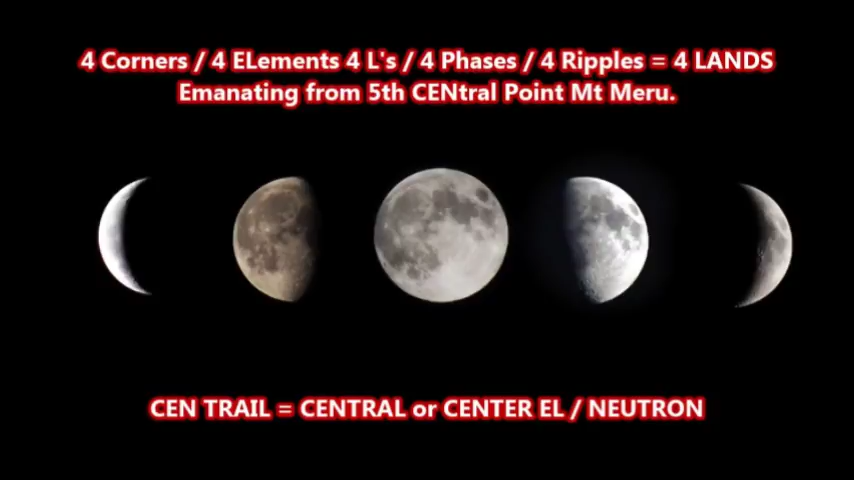 4 Corners / 4 ELements 4 L's / 4 Phases / 4 Ripples = 4 LANDS
Emanating from 5th CENtral Point Mt Meru.
CEN TRAIL = CENTRAL or CENTER EL / NEUTRON